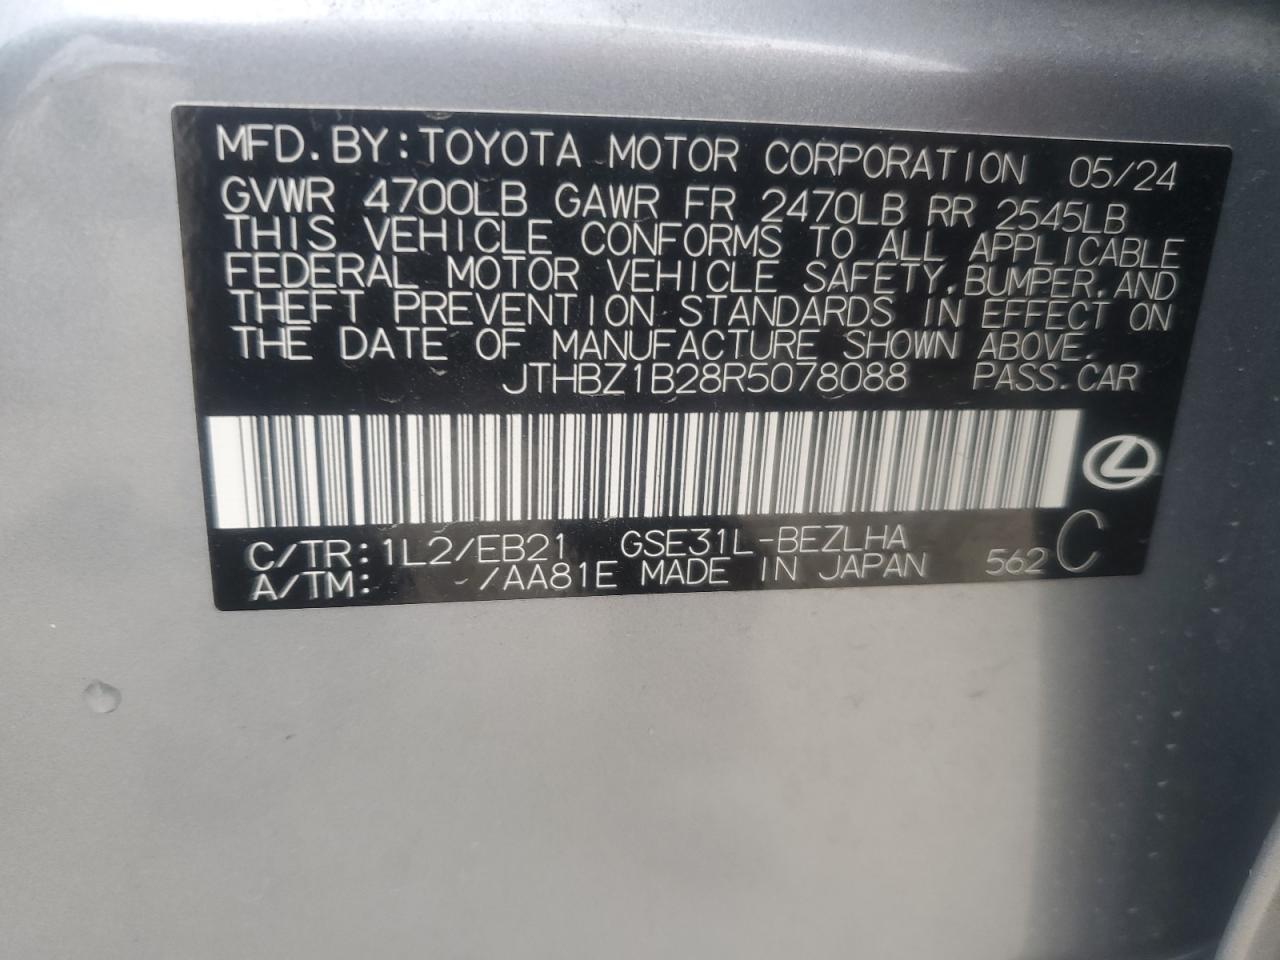 MFD.BY:TOYOTA MOTOR CORPORATION 05/24
GVWR 4700LB GAWR FR 2470LB RR 2545LB
THIS VEHICLE CONFORMS TO ALL APPLICABLE
FEDERAL MOTOR VEHICLE SAFETY,BUMPER,AND
THEFT PREVENTION STANDARDS IN EFFECT ON
THE DATE OF MANUFACTURE SHOWN ABOVE.
JTHBZ1B28R5078088 PASS.CAR
C/TR:1L2/EB21 GSE31L-BEZLHA
A/TM: -/AA81E MADE IN JAPAN 562 C